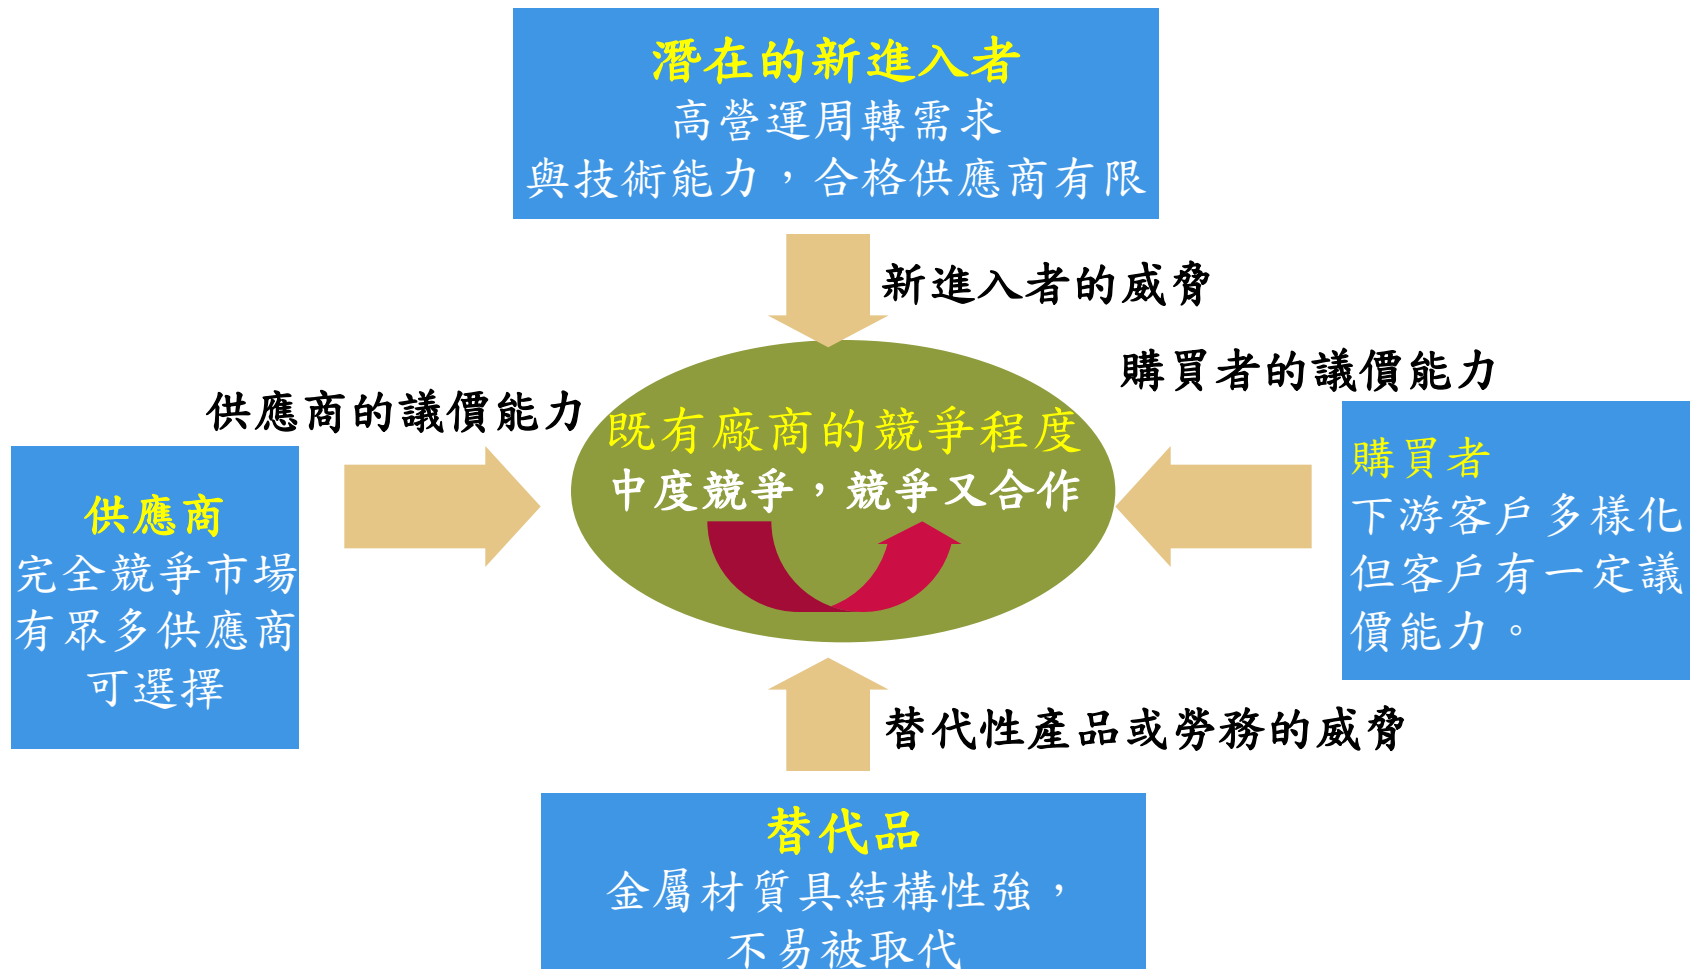 潛在的新進入者
高營運周轉需求
與技術能力，合格供應商有限
新進入者的威脅
購買者的議價能力
供應商的議價能力
既有廠商的競爭程度
中度競爭，競爭又合作
供應商
完全競爭市場
有眾多供應商
可選擇
購買者
下游客戶多樣化
但客戶有一定議
價能力。
替代性產品或勞務的威脅
替代品
金屬材質具結構性強，
不易被取代